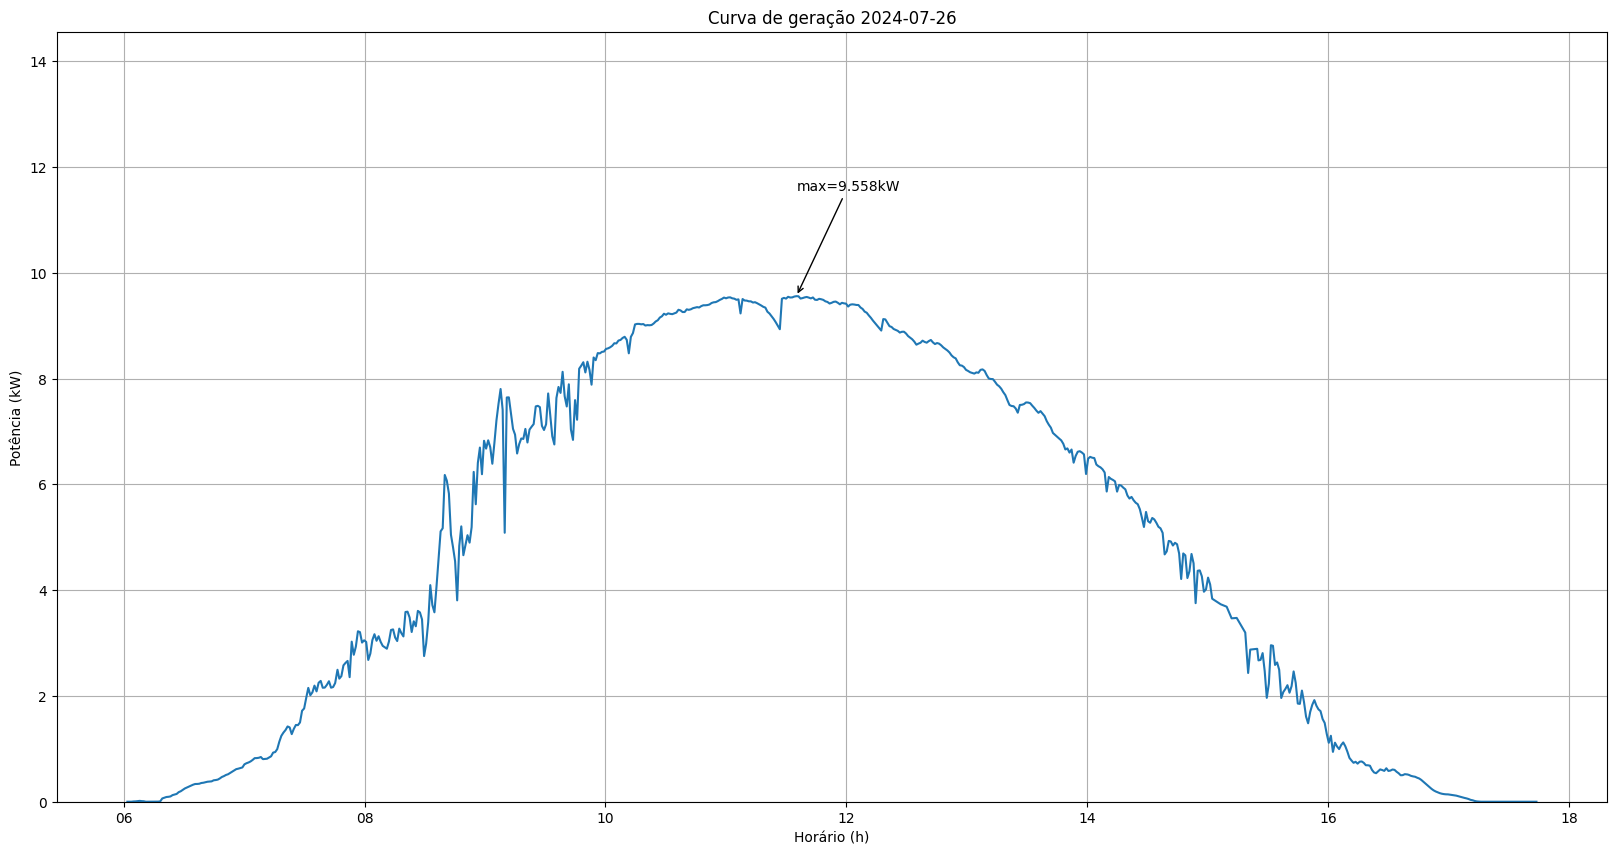 Curva de geração 2024-07-26
14
12
max=9.558kW
10
8
6
4
2
0
Potência (kW)
06 08 10 12 14 16 18
Horário (h)